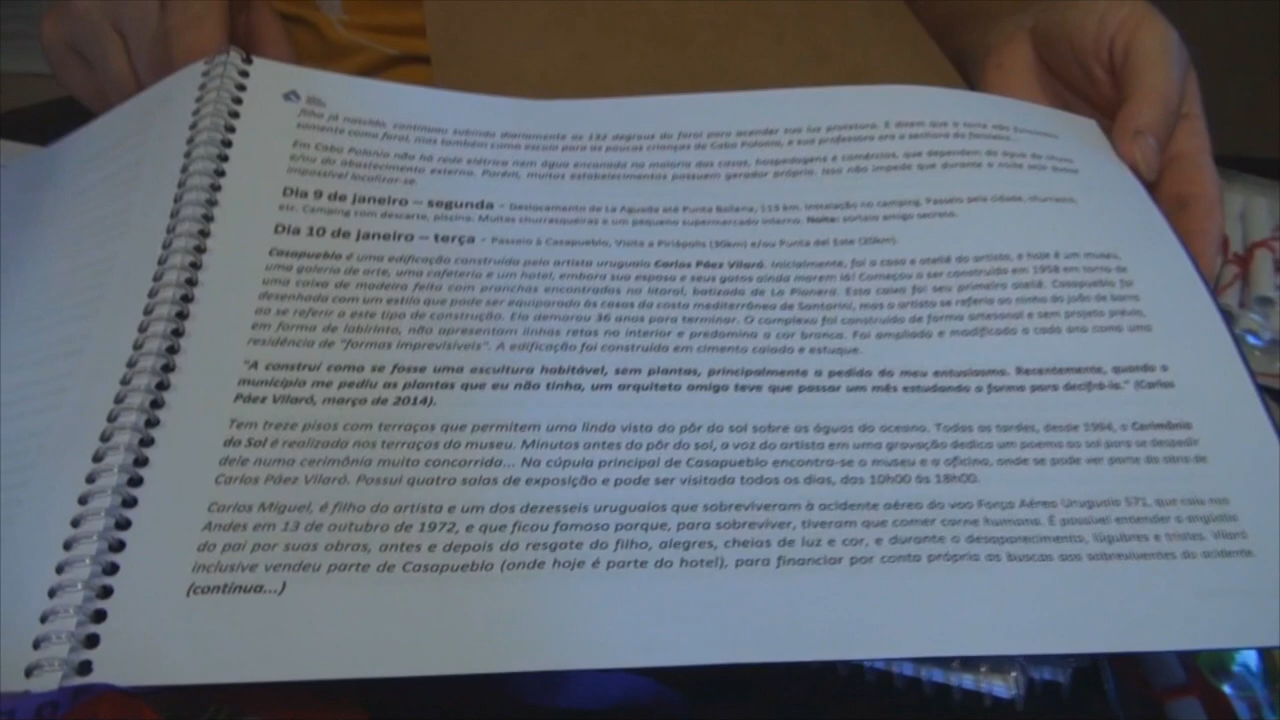 filho já nascido, continuou subindo diariamente os 132 degraus do farol para acender sua luz protetora. E dizem que a torre não funcionou
somente como farol, mas também como escola para as poucas crianças de Cabo Polonio, e sua professora era a senhora do faroleiro...
Em Cabo Polonio não há rede elétrica nem água encanada na maioria das casas, hospedagens e comércios, que dependem da água da chuva
e/ou do abastecimento externo. Porém, muitos estabelecimentos possuem gerador próprio. Isso não impede que durante a noite seja quase
impossível localizar-se.
Dia 9 de janeiro – segunda - Deslocamento de La Aguada até Punta Ballena, 113 km, instalação no camping. Passeio pela cidade, churrasco,
etc. Camping com descarte, piscina. Muitas churrasqueiras e um pequeno supermercado interno. Noite: sorteio amigo secreto.
Dia 10 de janeiro – terça - Passeio à Casapueblo, Visita a Piriápolis (30km) e/ou Punta del Este (20km).
Casapueblo é uma edificação construída pelo artista uruguaio Carlos Páez Vilaró. Inicialmente, foi a casa e ateliê do artista, e hoje é um museu,
uma galeria de arte, uma cafeteria e um hotel, embora sua esposa e seus gatos ainda morem lá! Começou a ser construída em 1958 em torno de
uma caixa de madeira feita com pranchas encontradas no litoral, batizada de La Pionera. Esta caixa foi seu primeiro ateliê. Casapueblo foi
desenhada com um estilo que pode ser equiparado às casas da costa mediterrânea de Santorini, mas o artista se referia ao ninho do joão de barro
ao se referir a este tipo de construção. Ela demorou 36 anos para terminar. O complexo foi construído de forma artesanal e sem projeto prévio,
em forma de labirinto, não apresentam linhas retas no interior e predomina a cor branca. Foi ampliado e modificado a cada ano como uma
residência de "formas imprevisíveis". A edificação foi construída em cimento caiado e estuque.
"A construí como se fosse uma escultura habitável, sem plantas, principalmente a pedido do meu entusiasmo. Recentemente, quando o
município me pediu as plantas que eu não tinha, um arquiteto amigo teve que passar um mês estudando a forma para decifrá-la." (Carlos
Páez Vilaró, março de 2014).
Tem treze pisos com terraços que permitem uma linda vista do pôr do sol sobre as águas do oceano. Todas as tardes, desde 1994, a Cerimônia
do Sol é realizada nos terraços do museu. Minutos antes do pôr do sol, a voz do artista em uma gravação dedica um poema ao sol para se despedir
dele numa cerimônia muito concorrida... Na cúpula principal de Casapueblo encontra-se o museu e a oficina, onde se pode ver parte da obra de
Carlos Páez Vilaró. Possui quatro salas de exposição e pode ser visitada todos os dias, das 10h00 às 18h00.
Carlos Miguel, é filho do artista e um dos dezesseis uruguaios que sobreviveram à acidente aéreo do voo Força Aérea Uruguaia 571, que caiu nos
Andes em 13 de outubro de 1972, e que ficou famoso porque, para sobreviver, tiveram que comer carne humana. É possível entender a angústia
do pai por suas obras, antes e depois do resgate do filho, alegres, cheias de luz e cor, e durante o desaparecimento, lúgubres e tristes. Vilaró
inclusive vendeu parte de Casapueblo (onde hoje é parte do hotel), para financiar por conta própria as buscas aos sobreviventes do acidente.
(continua...)